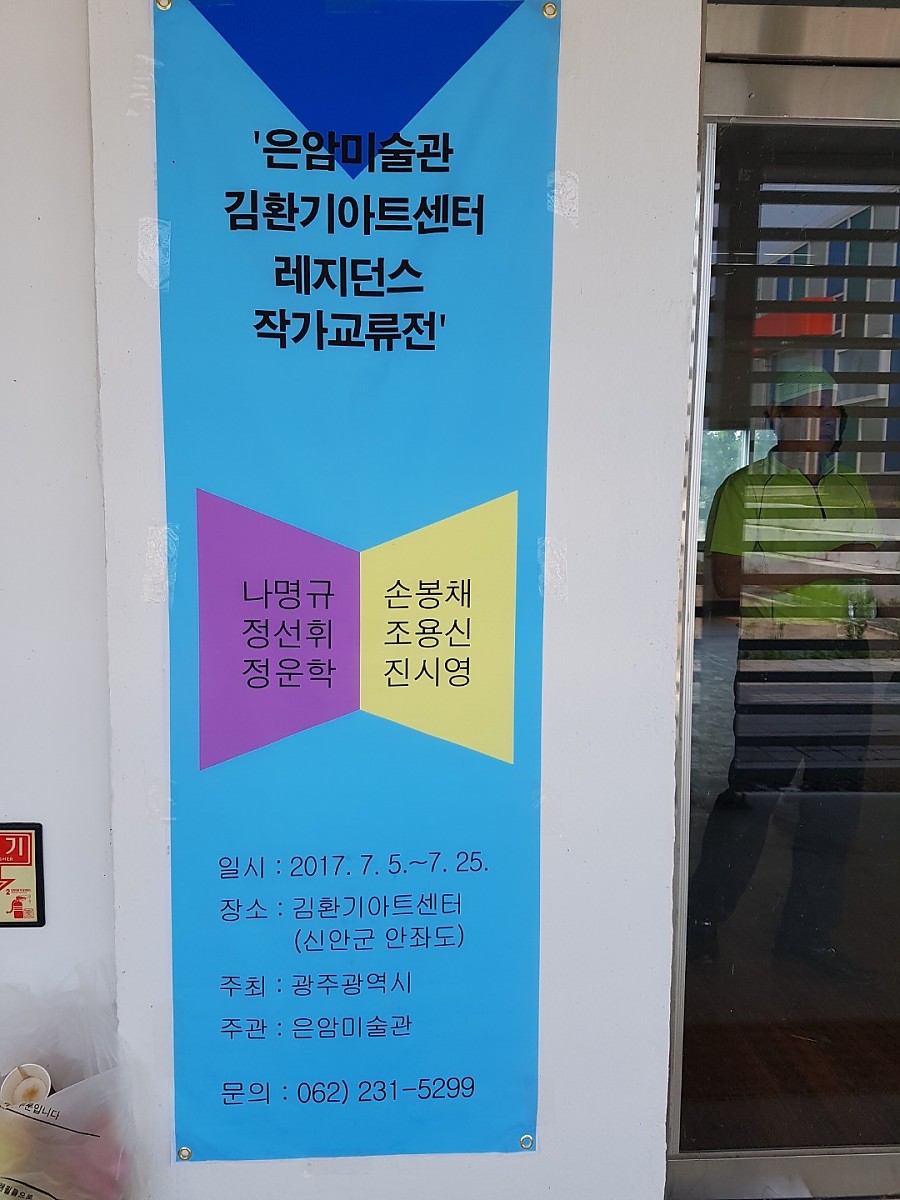 '은암미술관
김환기아트센터
레지던스
작가교류전'
나명규
정선휘
정운학
손봉채
조용신
진시영
일시 : 2017. 7. 5.~7. 25.
장소 : 김환기아트센터
(신안군 안좌도)
주최 : 광주광역시
주관 : 은암미술관
문의 : 062) 231-5299
기
SHER
2